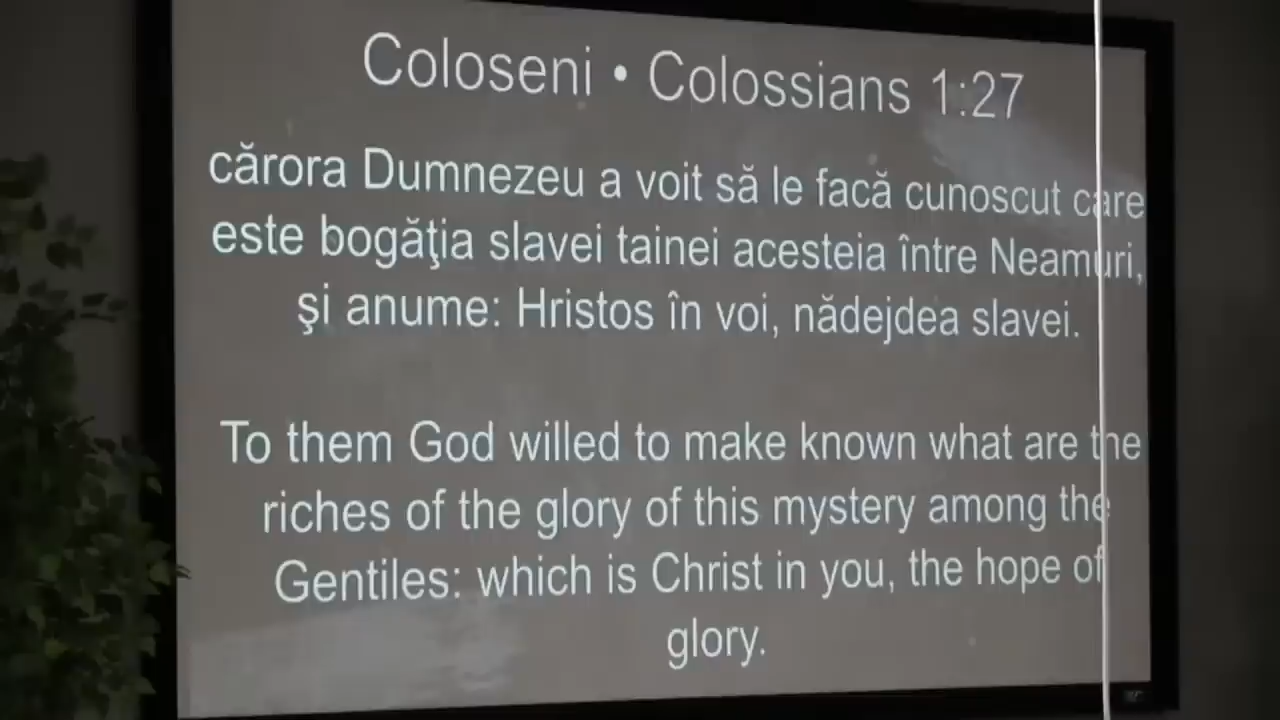 Coloseni • Colossians 1:27
cărora Dumnezeu a voit să le facă cunoscut care
este bogăţia slavei tainei acesteia între Neamuri,
şi anume: Hristos în voi, nădejdea slavei.
To them God willed to make known what are the
riches of the glory of this mystery among the
Gentiles: which is Christ in you, the hope of
glory.